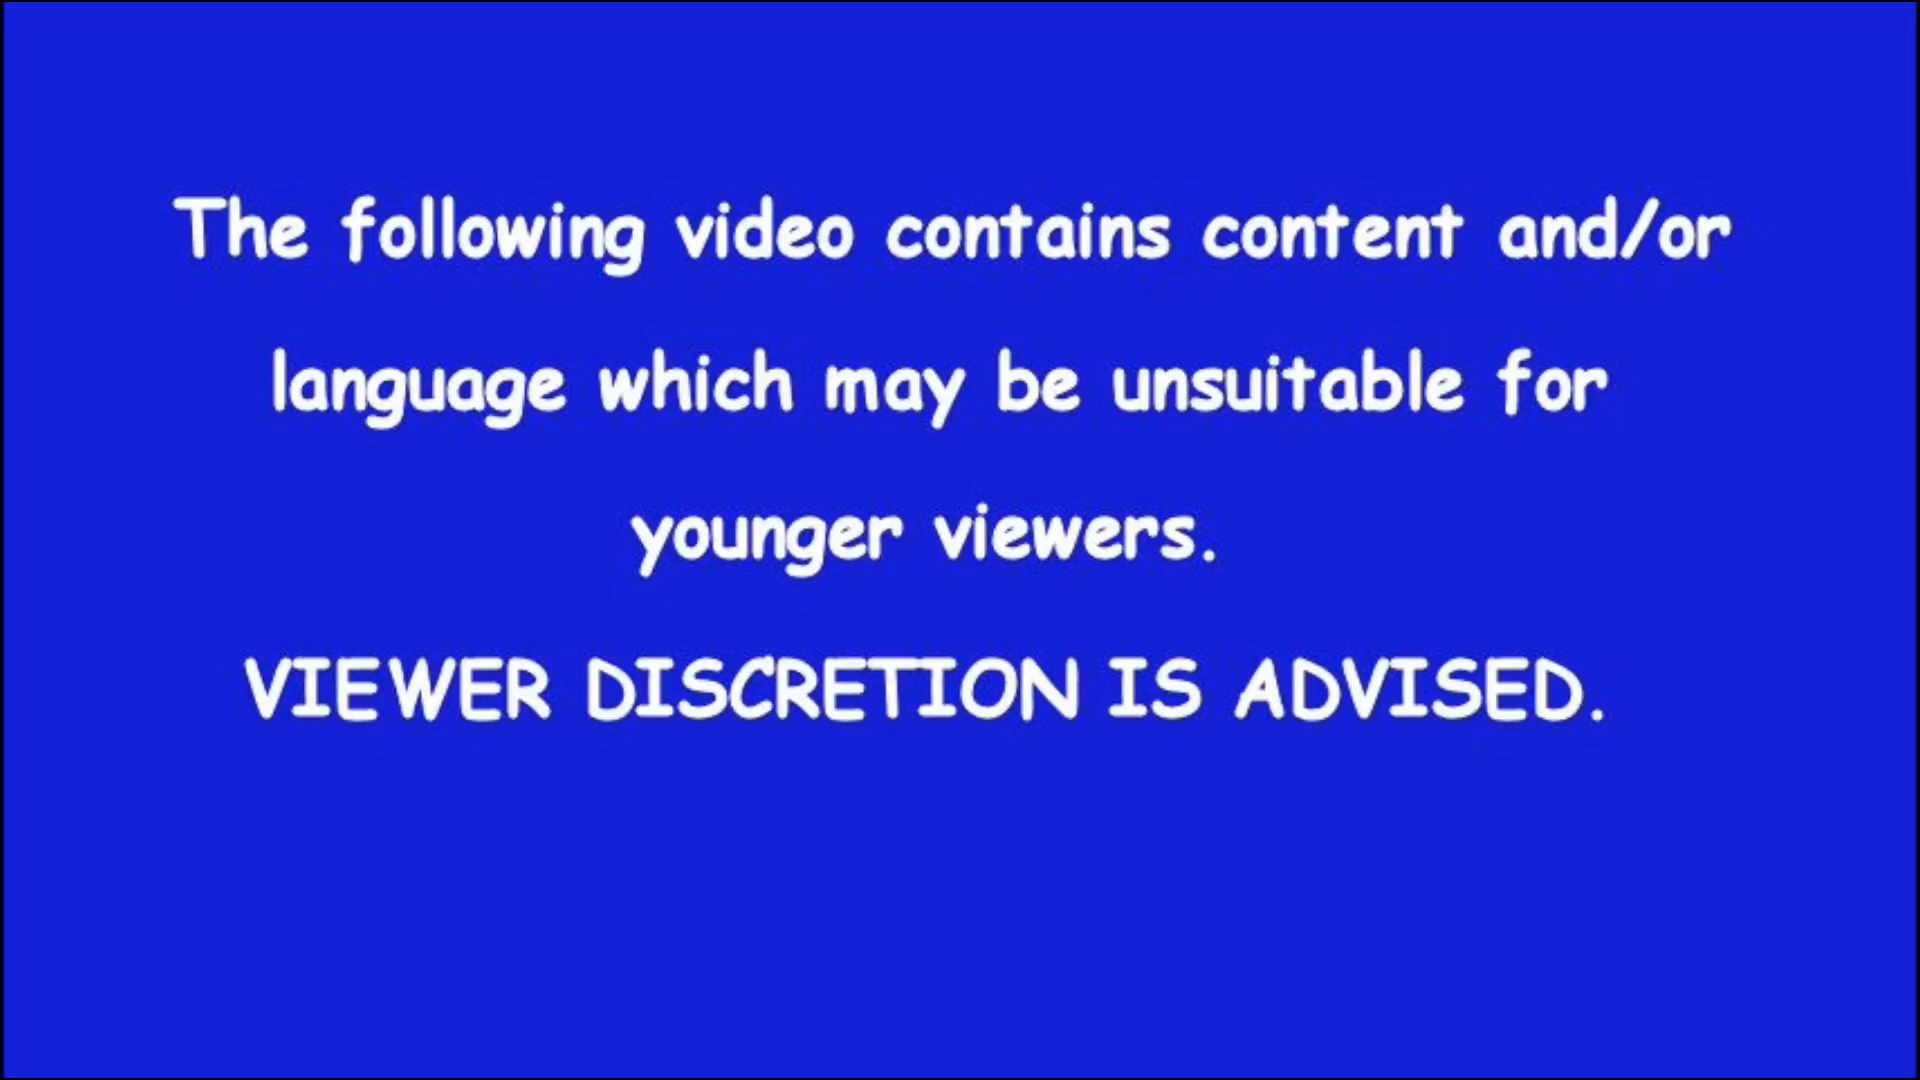 The following video contains content and/or
language which may be unsuitable for
younger viewers.
VIEWER DISCRETION IS ADVISED.